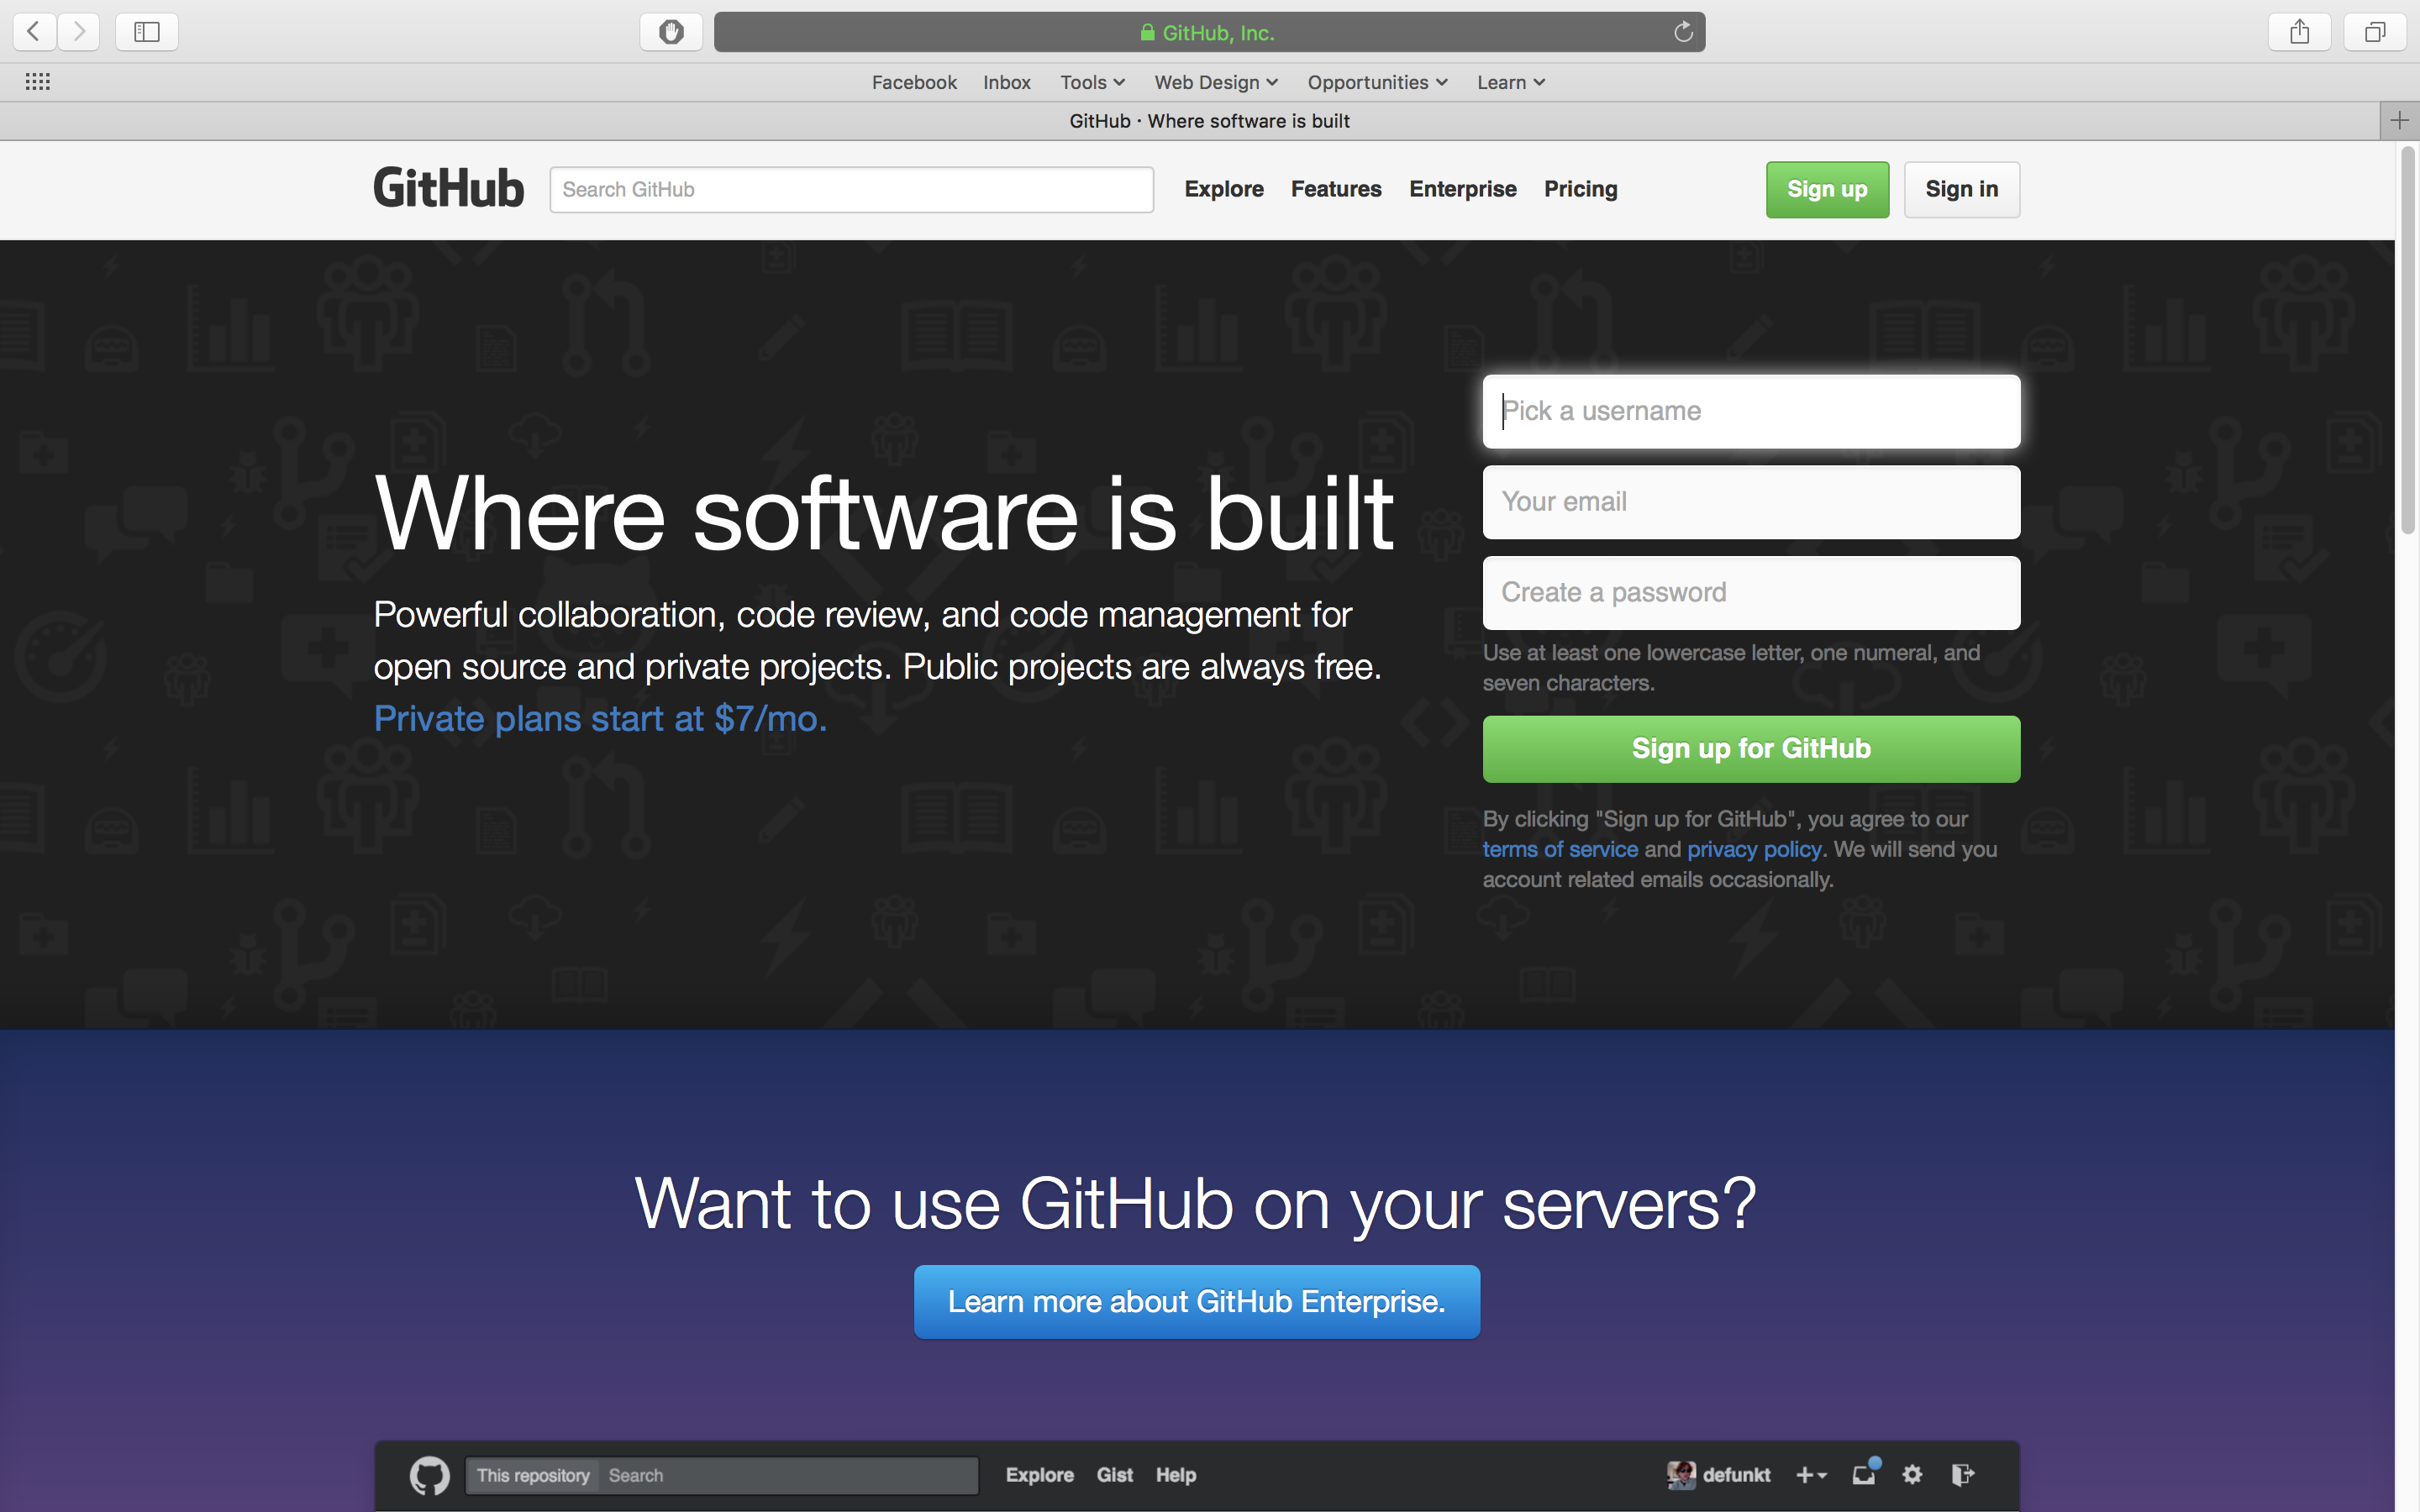 GitHub, Inc.
Facebook Inbox Tools Web Design Opportunities Learn
GitHub · Where software is built
GitHub Search GitHub Explore Features Enterprise Pricing Sign up Sign in
Where software is built
Powerful collaboration, code review, and code management for
open source and private projects. Public projects are always free.
Private plans start at $7/mo.
Pick a username
Your email
Create a password
Use at least one lowercase letter, one numeral, and
seven characters.
Sign up for GitHub
By clicking "Sign up for GitHub", you agree to our
terms of service and privacy policy. We will send you
account related emails occasionally.
Want to use GitHub on your servers?
Learn more about GitHub Enterprise.
This repository Search Explore Gist Help defunkt